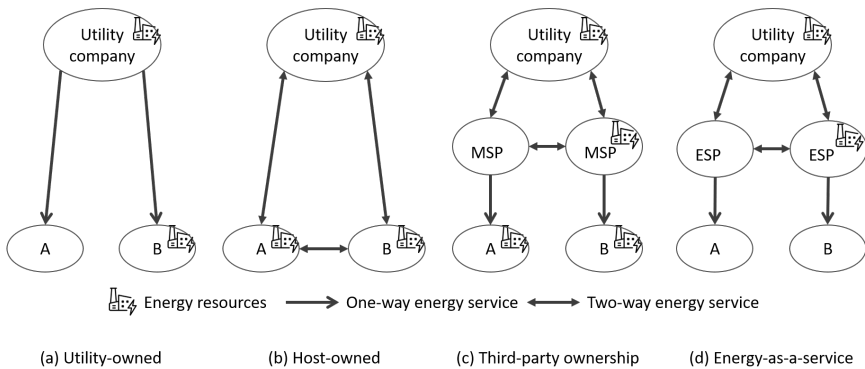 Utility
company
Utility
company
Utility
company
Utility
company
MSP
MSP
ESP
ESP
A
B
A
B
A
B
A
B
Energy resources
One-way energy service
Two-way energy service
(a) Utility-owned
(b) Host-owned
(c) Third-party ownership
(d) Energy-as-a-service